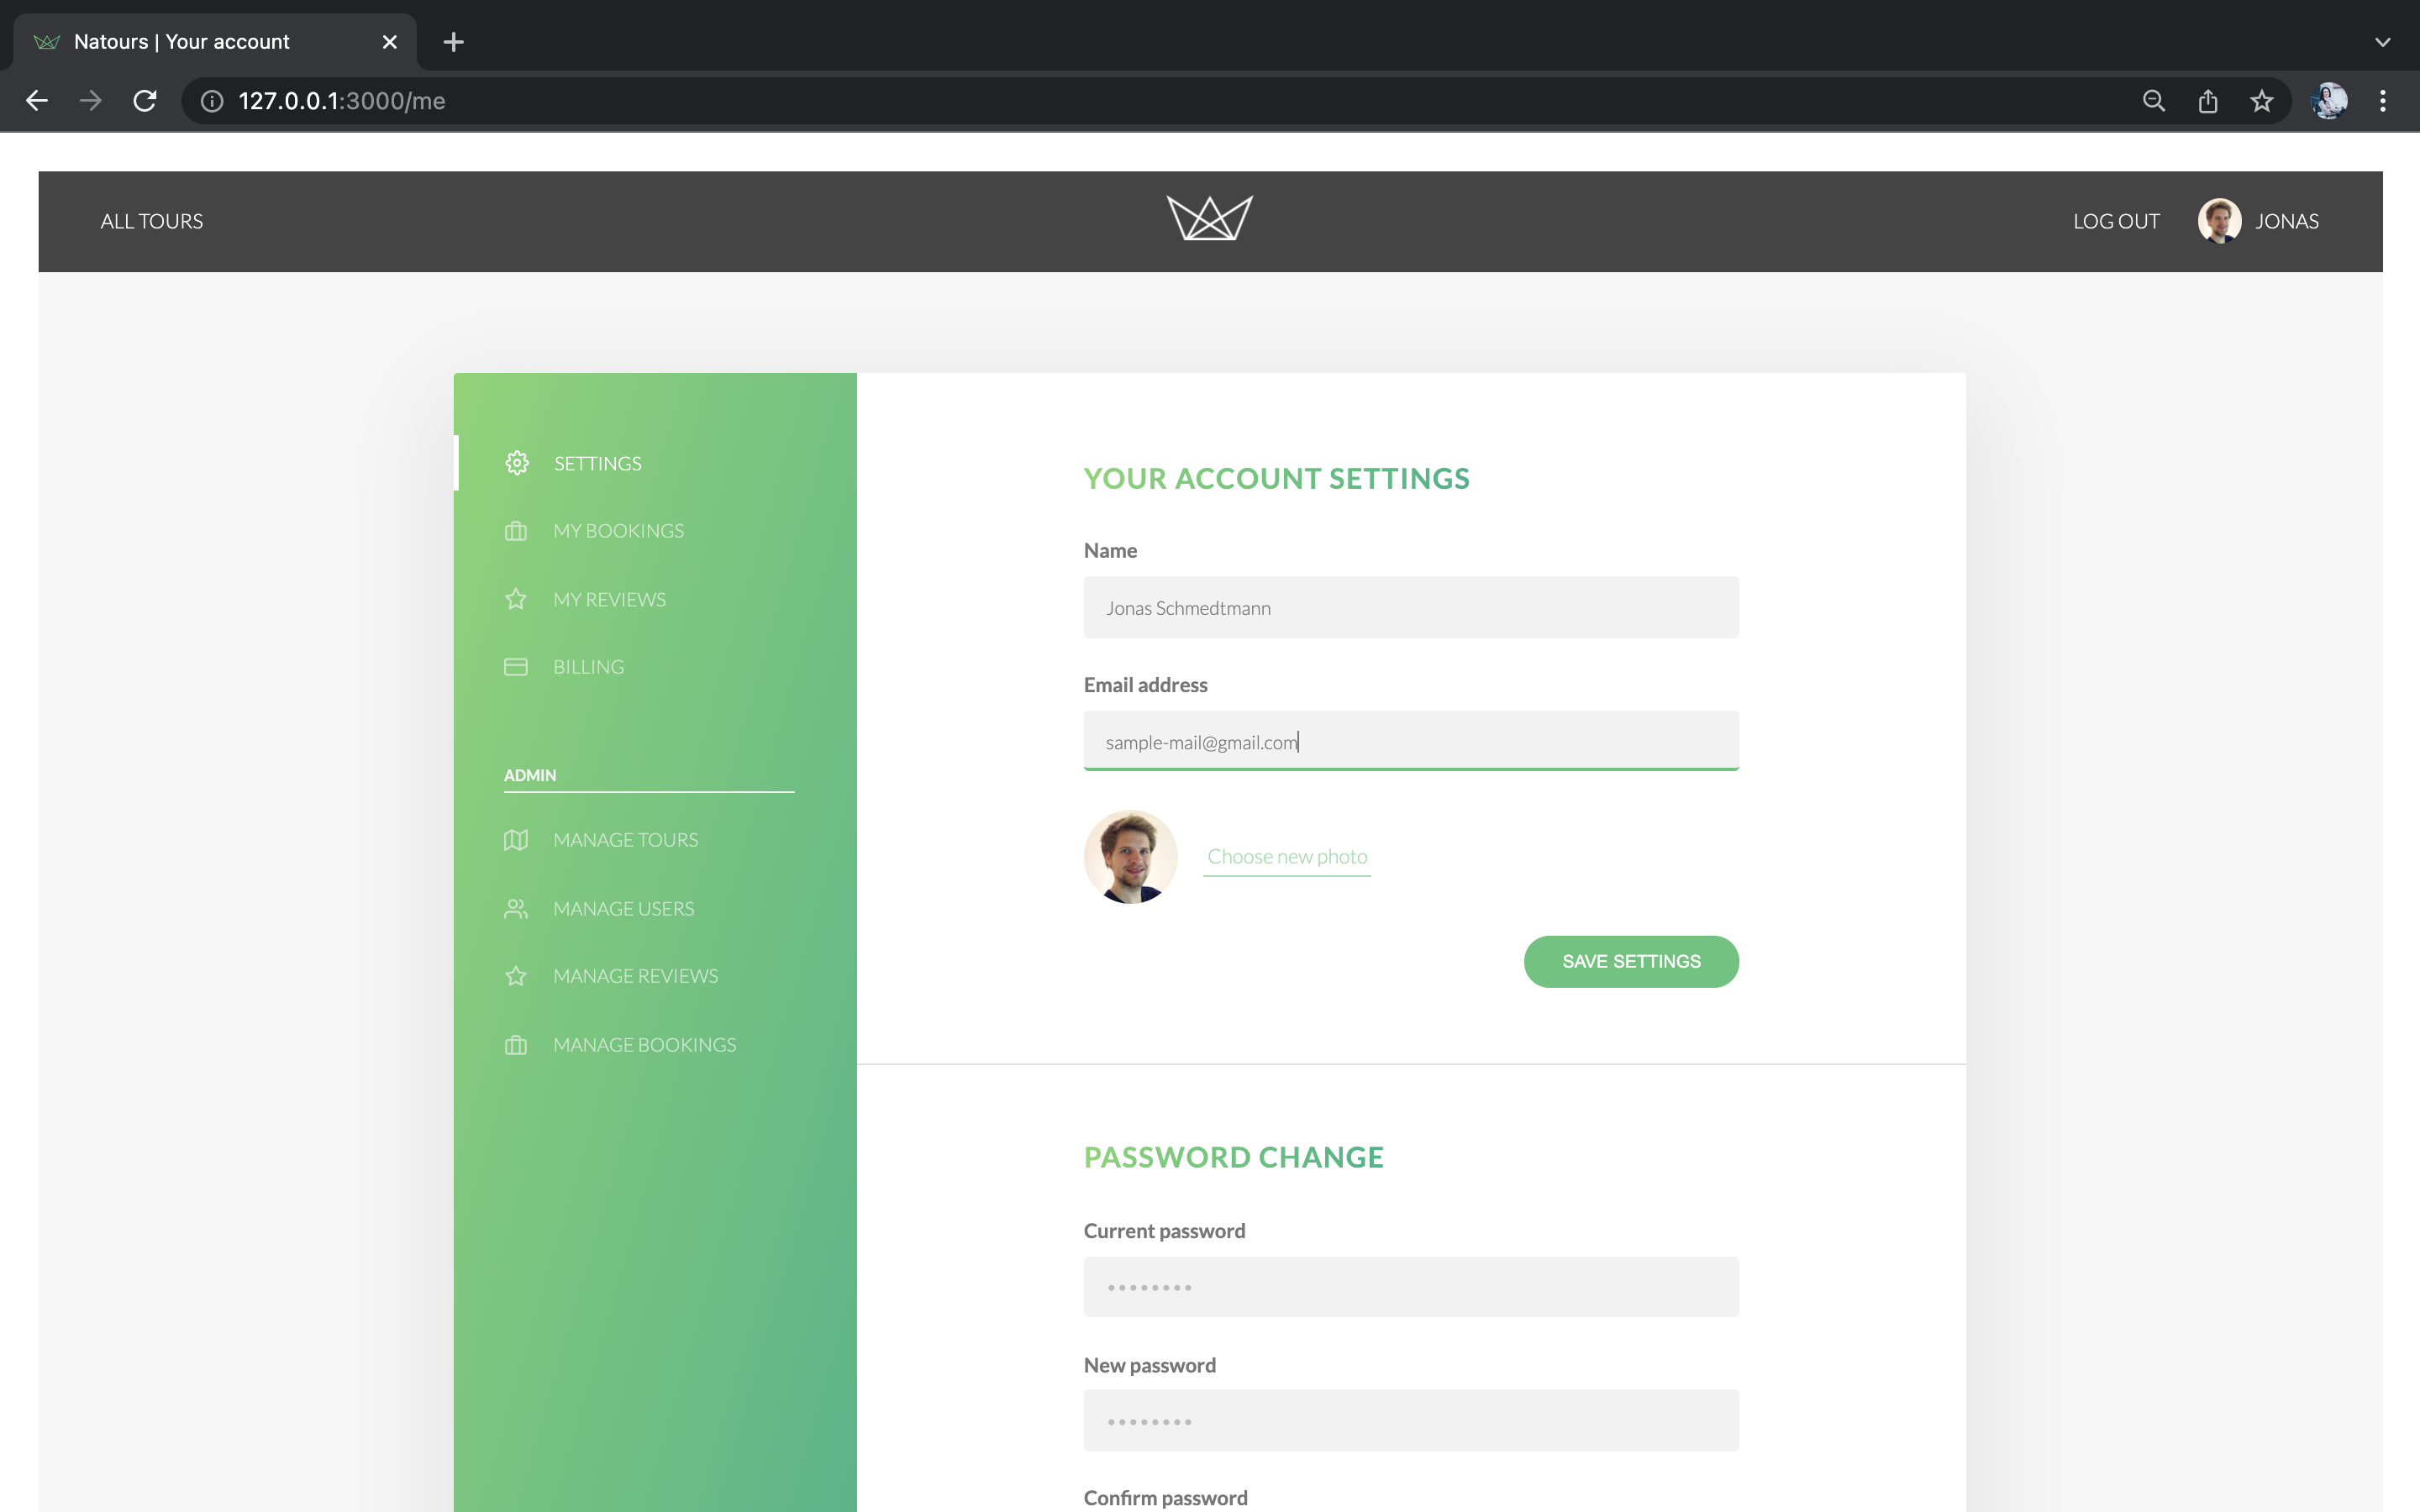 Natours | Your account
127.0.0.1:3000/me
ALL TOURS
LOG OUT
JONAS
SETTINGS
MY BOOKINGS
MY REVIEWS
BILLING
ADMIN
MANAGE TOURS
MANAGE USERS
MANAGE REVIEWS
MANAGE BOOKINGS
YOUR ACCOUNT SETTINGS
Name
Jonas Schmedtmann
Email address
sample-mail@gmail.com
Choose new photo
SAVE SETTINGS
PASSWORD CHANGE
Current password
••••••••
New password
••••••••
Confirm password